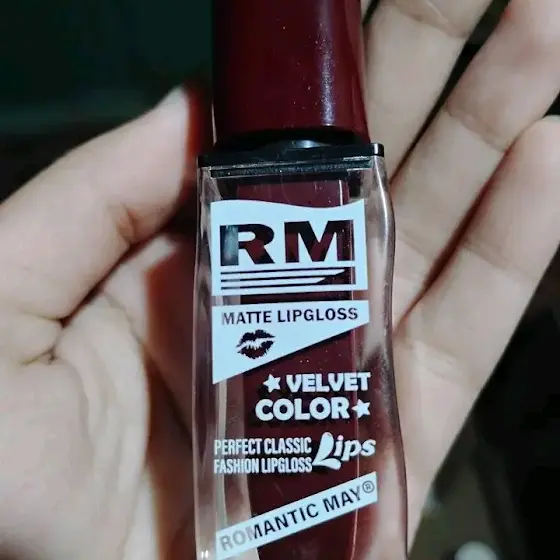 RM
MATTE LIPGLOSS
VELVET
COLOR
PERFECT CLASSIC
FASHION LIPGLOSS Lips
ROMANTIC MAY®